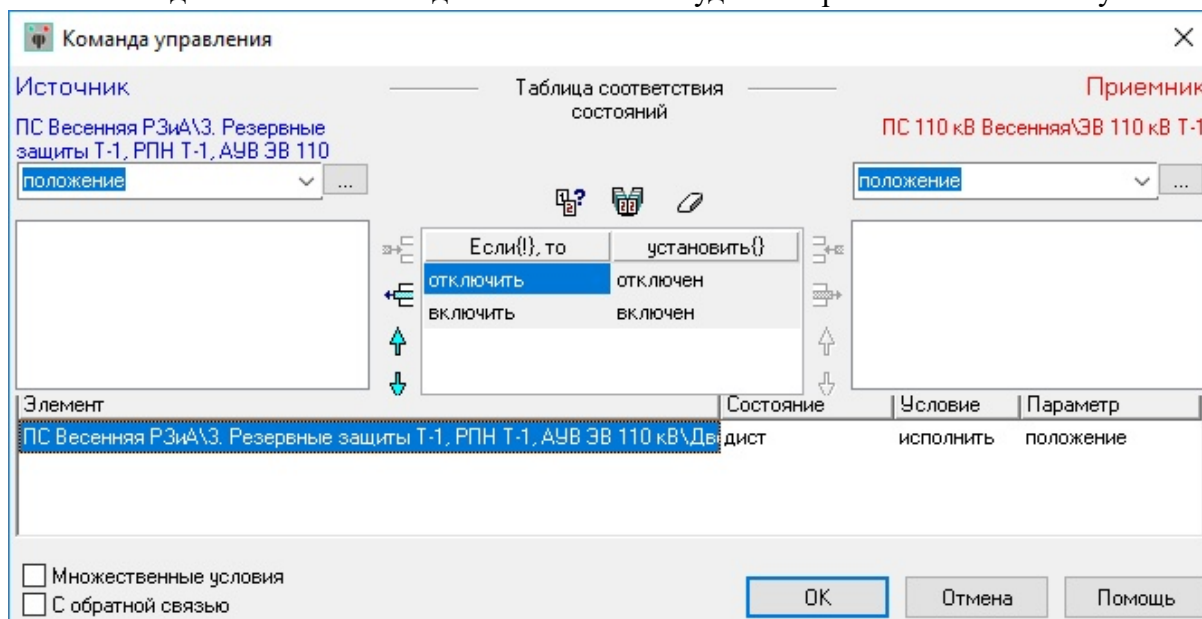 Команда управления
Источник
Таблица соответствия
состояний
Приемник
ПС Весенняя РЗиА\3. Резервные
защиты Т-1, РПН Т-1, АУВ ЭВ 110
ПС 110 кВ Весенняя\ЭВ 110 кВ Т-1
положение
...
положение
...
Если{!}, то
установить{}
отключить
отключен
включить
включен
Элемент
Состояние
Условие
Параметр
ПС Весенняя РЗиА\3. Резервные защиты Т-1, РПН Т-1, АУВ ЭВ 110 кВ\Дв
дист
исполнить
положение
Множественные условия
С обратной связью
ОК
Отмена
Помощь